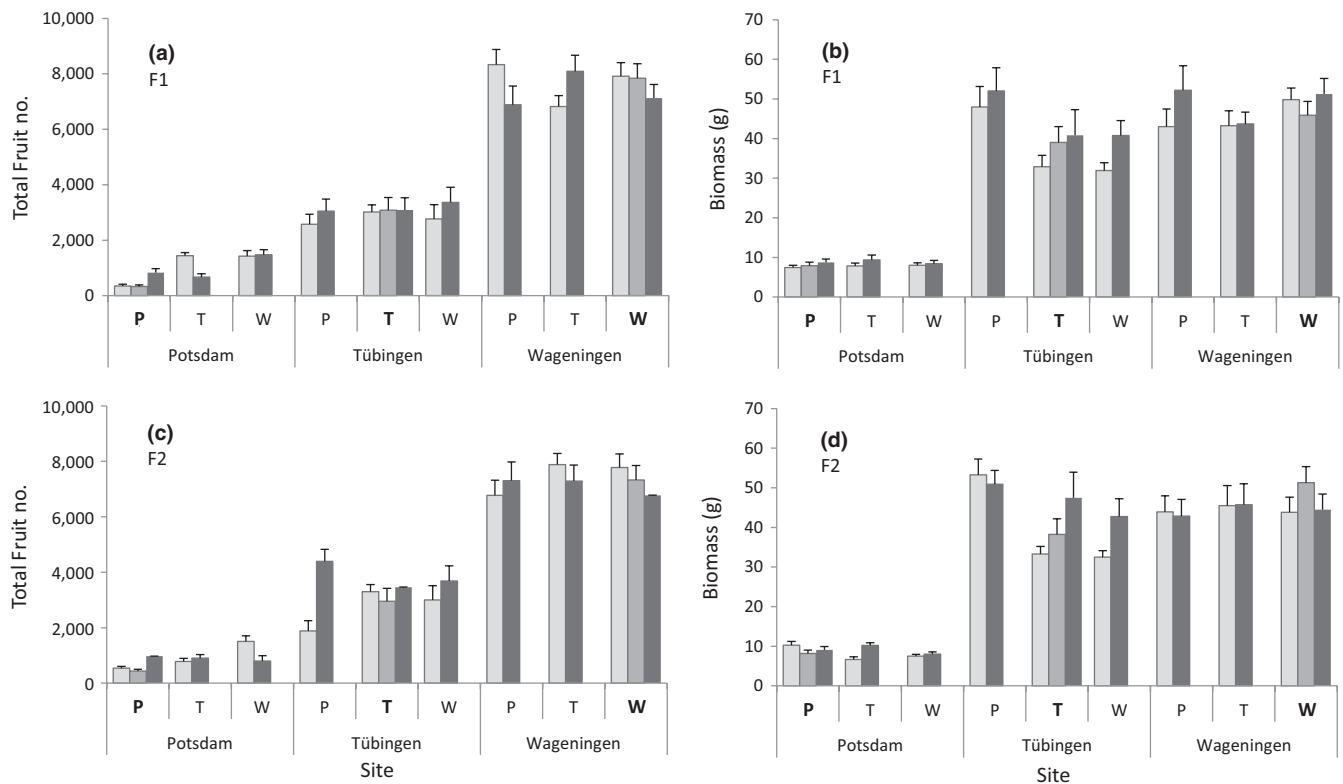 (a)
F1
Total Fruit no.
10,000
8,000
6,000
4,000
2,000
0
P T W P T W P T W
Potsdam Tübingen Wageningen
(b)
F1
Biomass (g)
70
60
50
40
30
20
10
0
P T W P T W P T W
Potsdam Tübingen Wageningen
(c)
F2
Total Fruit no.
10,000
8,000
6,000
4,000
2,000
0
P T W P T W P T W
Potsdam Tübingen Wageningen
Site
(d)
F2
Biomass (g)
70
60
50
40
30
20
10
0
P T W P T W P T W
Potsdam Tübingen Wageningen
Site